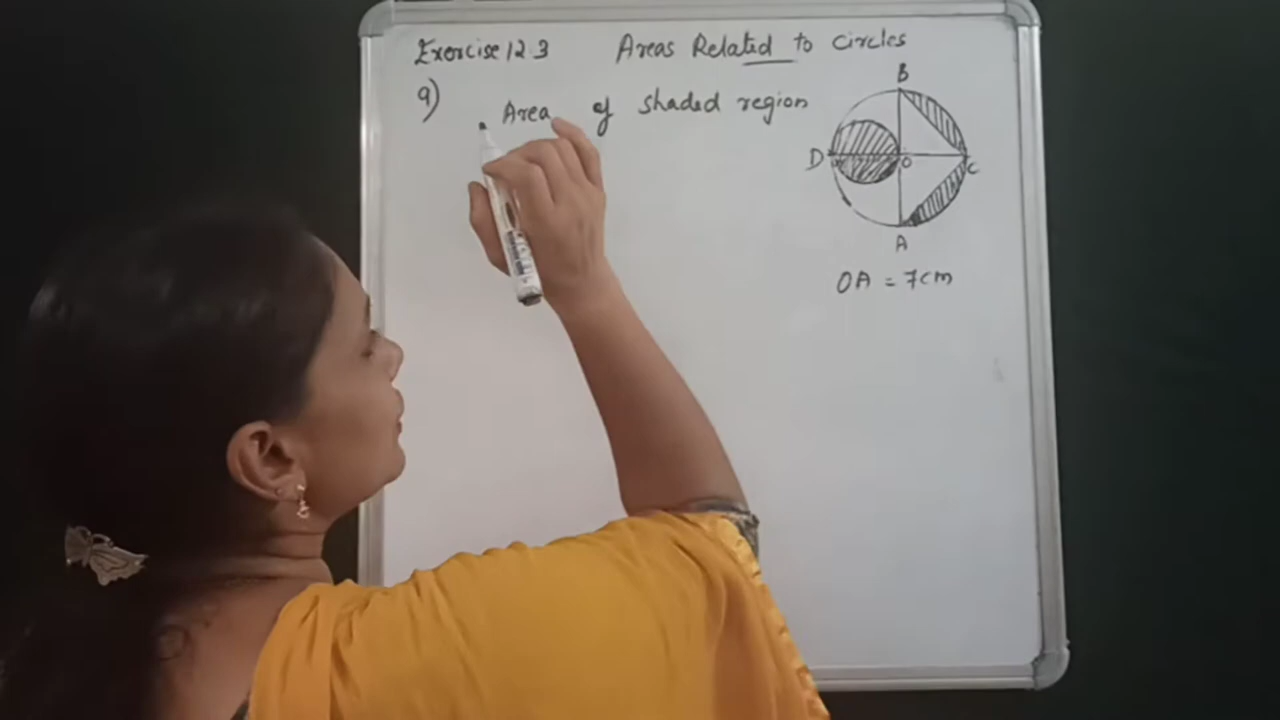 Exercise 12.3 Areas Related to Circles
9) Area of shaded region
B
D O C
A
OA = 7cm